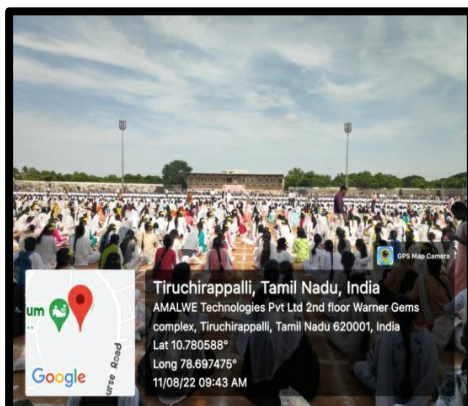 GPS Map Camera
Tiruchirappalli, Tamil Nadu, India
AMALWE Technologies Pvt Ltd 2nd floor Warner Gems
complex, Tiruchirappalli, Tamil Nadu 620001, India
Lat 10.780588°
Long 78.697475°
11/08/22 09:43 AM
um
..
urse Road
Google